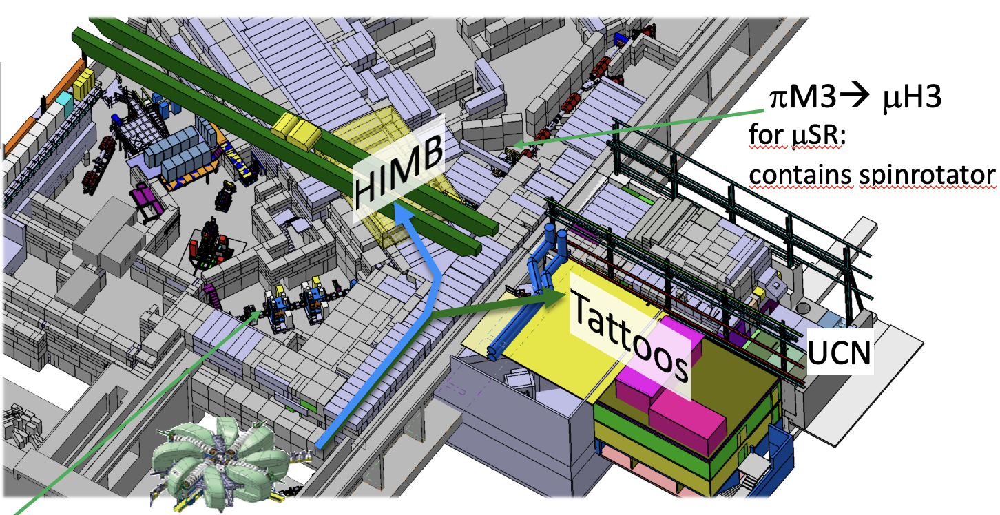 πM3→ μH3
for μSR:
contains spinrotator
HIMB
Tattoos
UCN